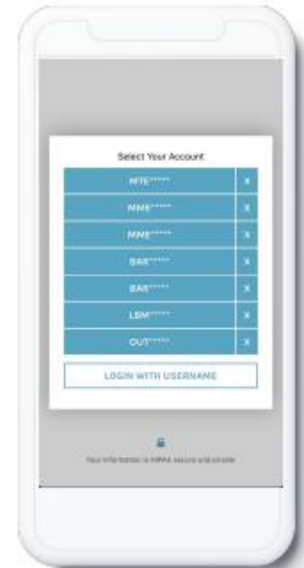 Select Your Account
MTE*****
X
MME*****
X
MME*****
X
BAR*****
X
BAR*****
X
LBM*****
X
OUT*****
X
LOGIN WITH USERNAME
Your information is HIPAA secure and private